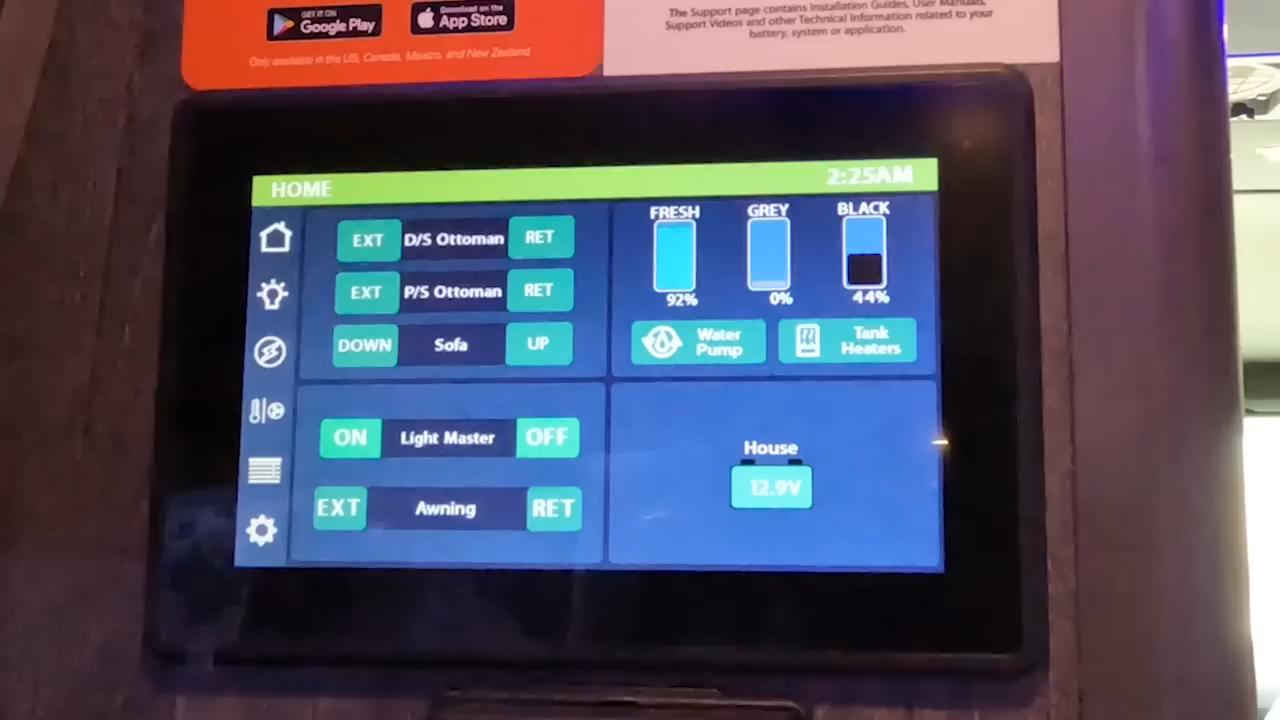 GET IT ON
Google Play
Download on the
App Store
Only available in the US, Canada, Mexico, and New Zealand
The Support page contains Installation Guides, User Manuals,
Support Videos and other Technical Information related to your
battery, system or application.
HOME
2:25AM
EXT D/S Ottoman RET
EXT P/S Ottoman RET
DOWN Sofa UP
FRESH GREY BLACK
92% 0% 44%
Water
Pump
Tank
Heaters
ON Light Master OFF
EXT Awning RET
House
12.9V